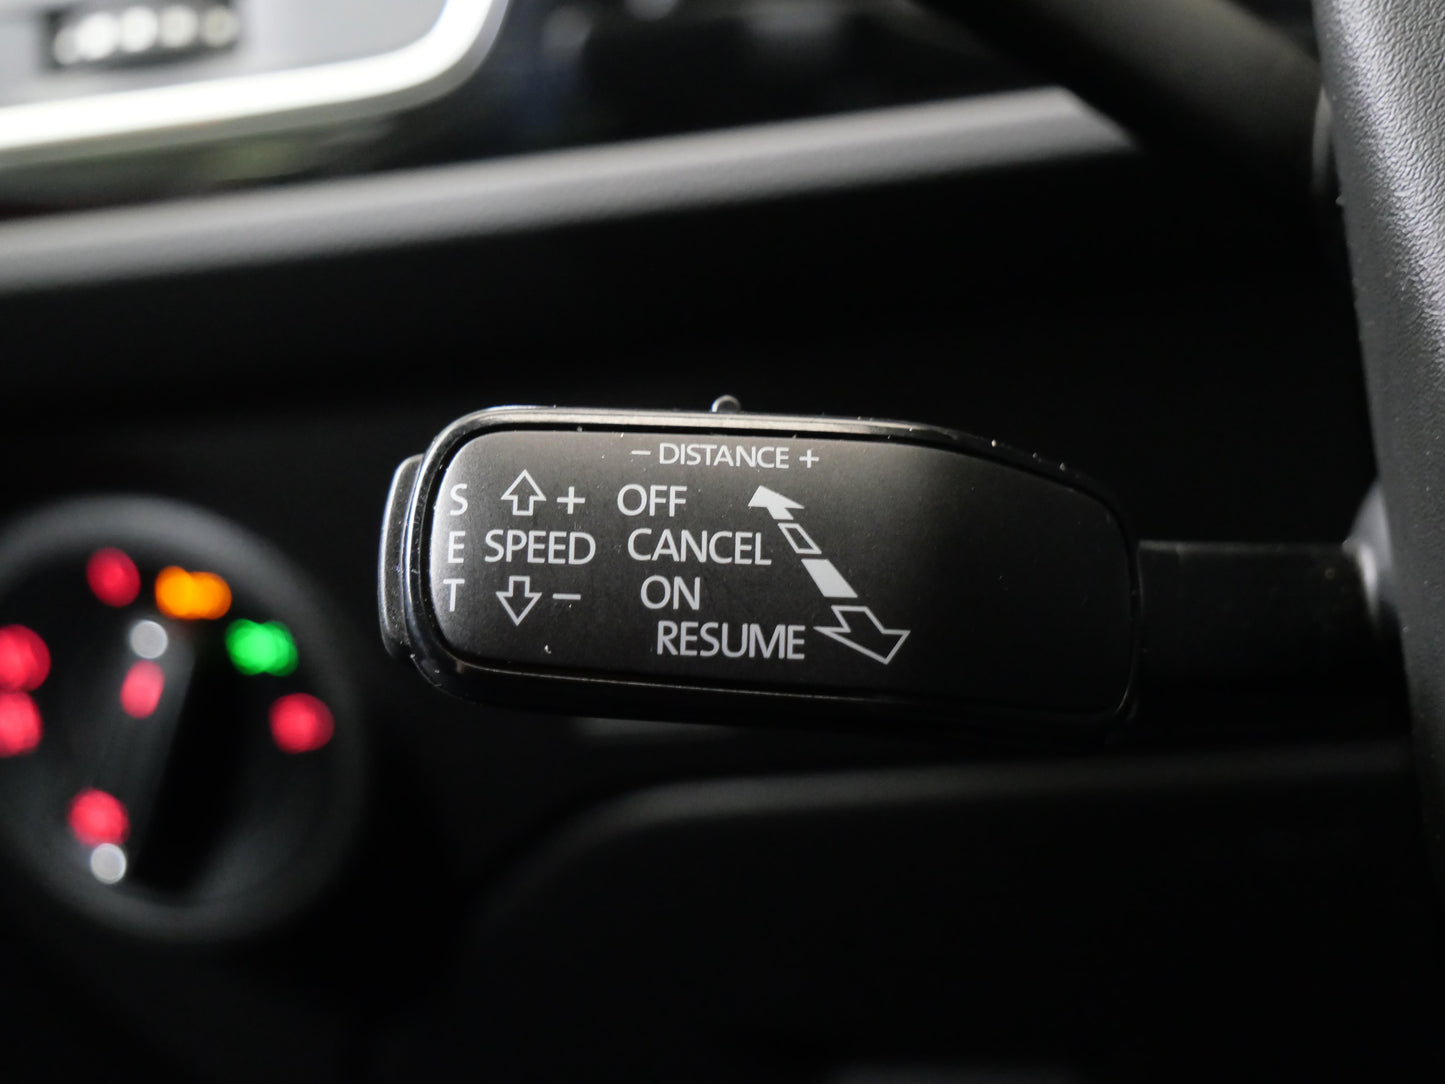 - DISTANCE +
S + OFF
E SPEED CANCEL
T - ON
RESUME